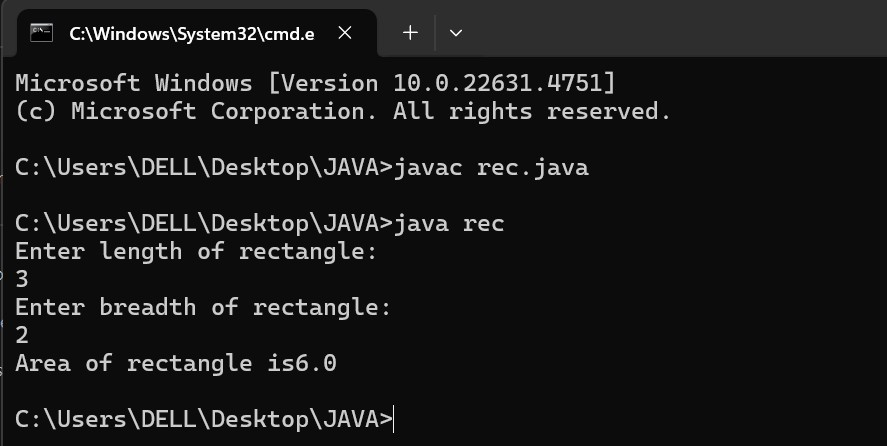 C:\Windows\System32\cmd.e
Microsoft Windows [Version 10.0.22631.4751]
(c) Microsoft Corporation. All rights reserved.
C:\Users\DELL\Desktop\JAVA>javac rec.java
C:\Users\DELL\Desktop\JAVA>java rec
Enter length of rectangle:
3
Enter breadth of rectangle:
2
Area of rectangle is6.0
C:\Users\DELL\Desktop\JAVA>